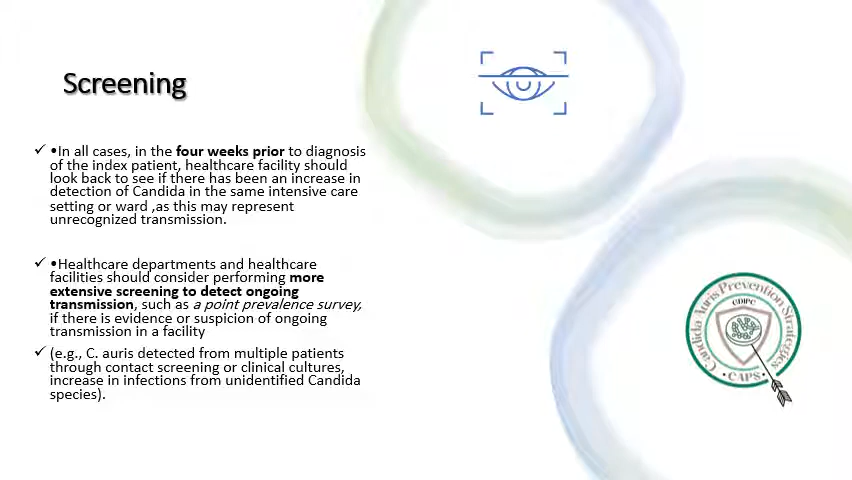 Screening
✓ •In all cases, in the four weeks prior to diagnosis
of the index patient, healthcare facility should
look back to see if there has been an increase in
detection of Candida in the same intensive care
setting or ward ,as this may represent
unrecognized transmission.
✓ •Healthcare departments and healthcare
facilities should consider performing more
extensive screening to detect ongoing
transmission, such as a point prevalence survey,
if there is evidence or suspicion of ongoing
transmission in a facility
✓ (e.g., C. auris detected from multiple patients
through contact screening or clinical cultures,
increase in infections from unidentified Candida
species).
Candida Auris Prevention Strategies
GDIPC
•CAPS•